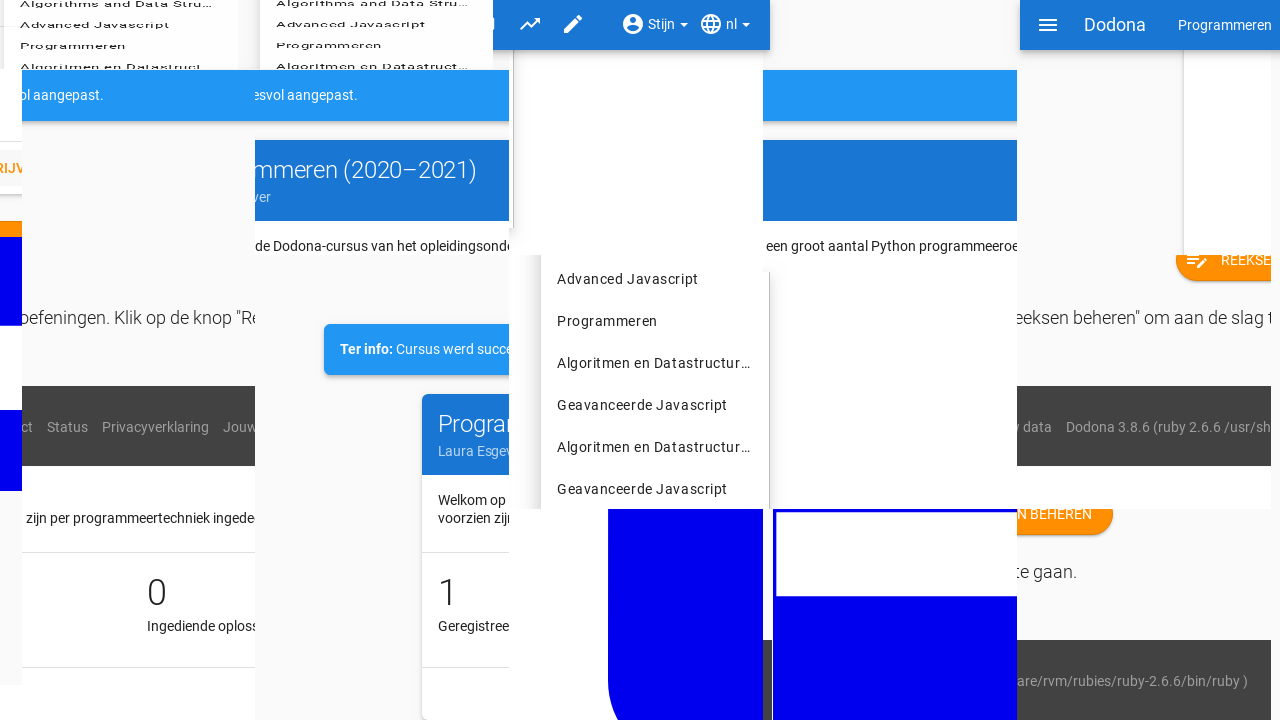 Algorithms and Data Stru...
Algorithms and Data Stru...
Advanced Javascript
Advanced Javascript
Programmeren
Programmeren
Algoritmen en Datastruct...
Algoritmen en Datastruct...
Stijn
nl
Dodona
Programmeren
ol aangepast.
esvol aangepast.
RIJV
mmeren (2020–2021)
ver
de Dodona-cursus van het opleidingsonde
een groot aantal Python programmeeroe
REEKSE
Advanced Javascript
Programmeren
Algoritmen en Datastructur...
Geavanceerde Javascript
Algoritmen en Datastructur...
Geavanceerde Javascript
oefeningen. Klik op de knop "Re
eeksen beheren" om aan de slag t
Ter info: Cursus werd succe
Program
Laura Esgev
ct
Status
Privacyverklaring
Jouw
data
Dodona 3.8.6 (ruby 2.6.6 /usr/sh
Welkom op
voorzien zijn
zijn per programmeertechniek ingedee
N BEHEREN
te gaan.
0
Ingediende oploss
1
Geregistree
are/rvm/rubies/ruby-2.6.6/bin/ruby )